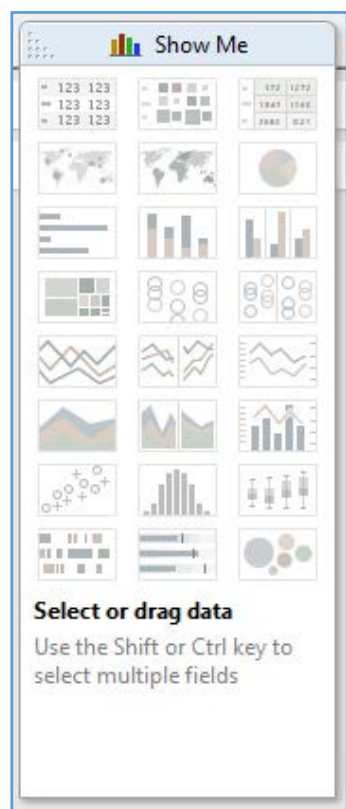 Show Me
123 123
123 123
123 123
Select or drag data
Use the Shift or Ctrl key to
select multiple fields